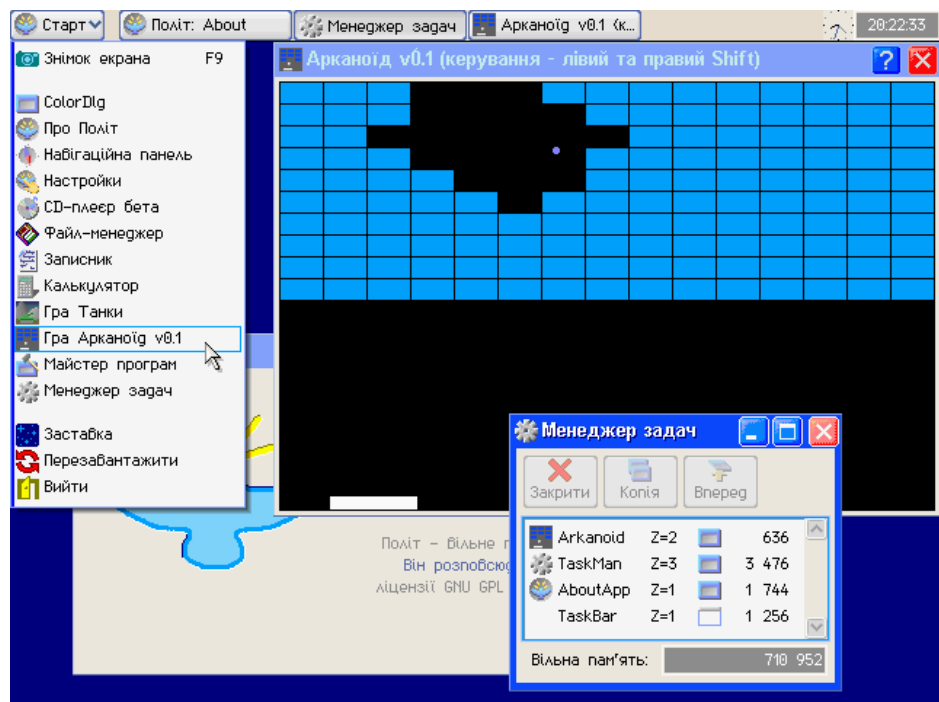 Старт
Політ: About
Менеджер задач
Арканоїд v0.1 (к...
20:22:33
Знімок екрана F9
ColorDlg
Про Політ
Навігаційна панель
Настройки
CD-плеєр бета
Файл-менеджер
Записник
Калькулятор
Гра Танки
Гра Арканоїд v0.1
Майстер програм
Менеджер задач
Заставка
Перезавантажити
Вийти
Арканоїд v0.1 (керування - лівий та правий Shift)
Політ - вільне
Він
ліцензії GNU GPL
Менеджер задач
Закрити
Копія
Вперед
Arkanoid Z=2 636
TaskMan Z=3 3 476
AboutApp Z=1 1 744
TaskBar Z=1 1 256
Вільна пам'ять: 710 952